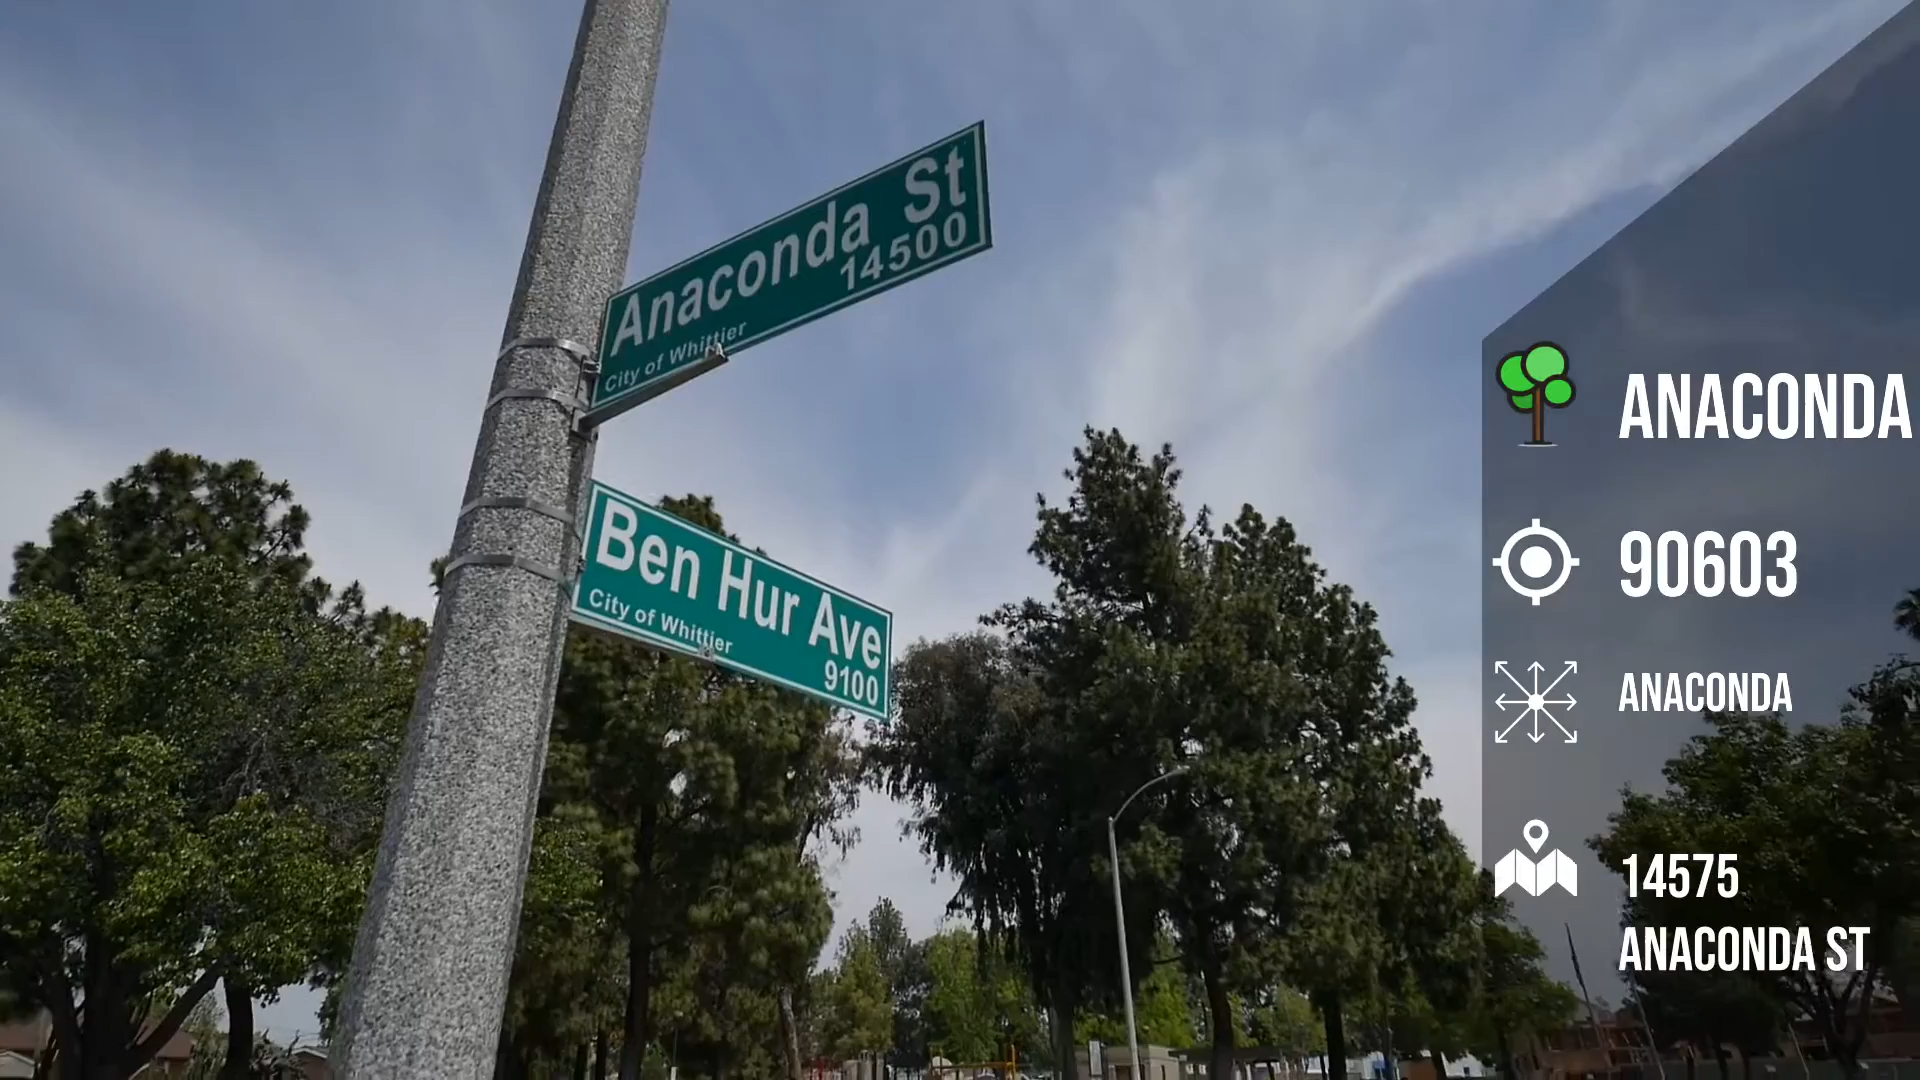 Anaconda St
14500
City of Whittier
Ben Hur Ave
City of Whittier
9100
ANACONDA
90603
ANACONDA
14575
ANACONDA ST